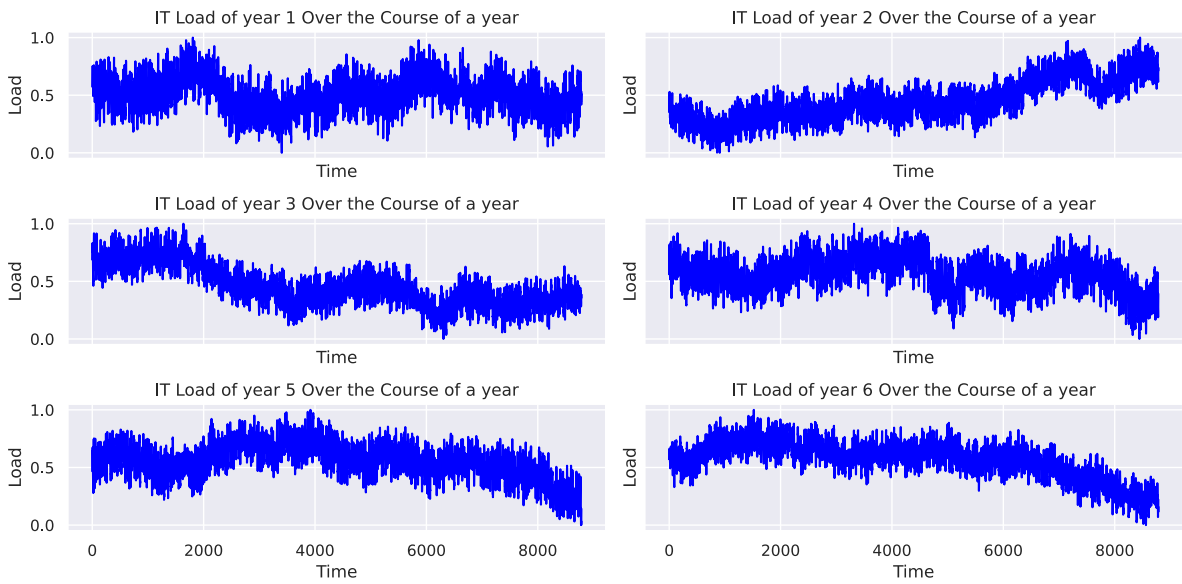 IT Load of year 1 Over the Course of a year
IT Load of year 2 Over the Course of a year
1.0
0.5
0.0
Load
Load
Time
Time
IT Load of year 3 Over the Course of a year
IT Load of year 4 Over the Course of a year
1.0
0.5
0.0
Load
Load
Time
Time
IT Load of year 5 Over the Course of a year
IT Load of year 6 Over the Course of a year
1.0
0.5
0.0
Load
Load
0 2000 4000 6000 8000
0 2000 4000 6000 8000
Time
Time